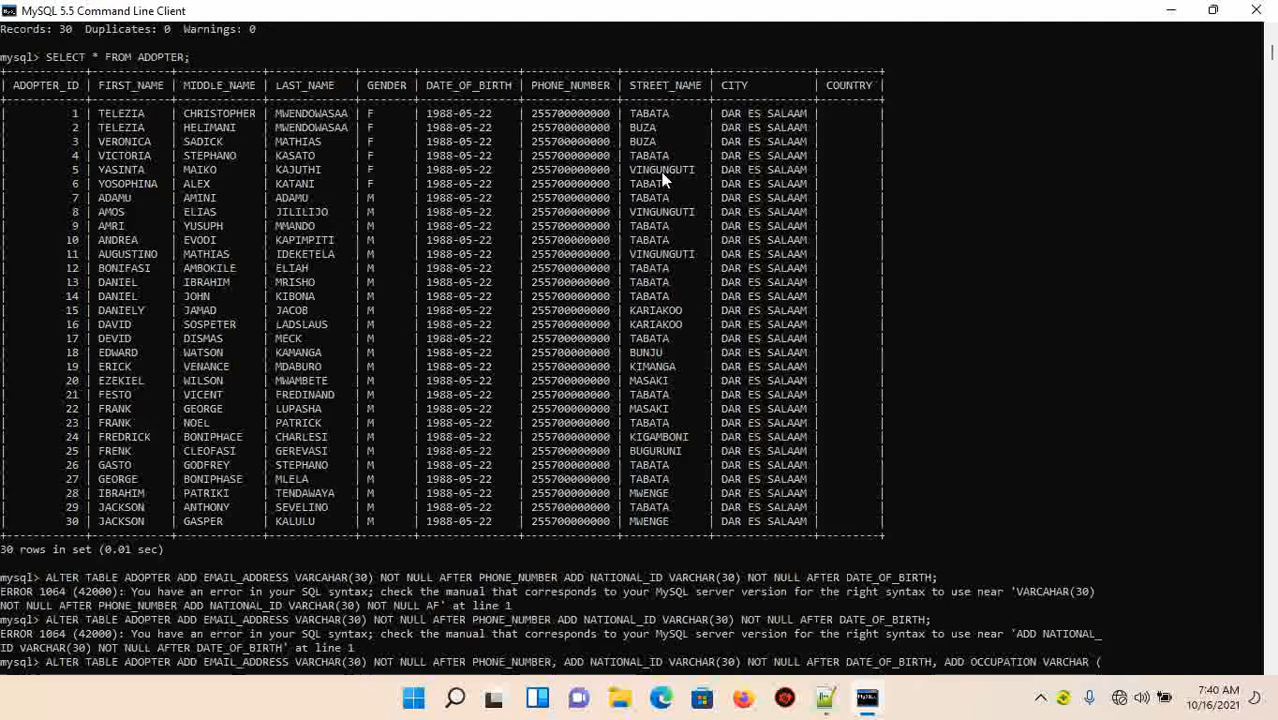 MySQL 5.5 Command Line Client
Records: 30  Duplicates: 0  Warnings: 0
mysql> SELECT * FROM ADOPTER;
| ADOPTER_ID | FIRST_NAME | MIDDLE_NAME | LAST_NAME | GENDER | DATE_OF_BIRTH | PHONE_NUMBER | STREET_NAME | CITY | COUNTRY |
| 1 | TELEZIA | CHRISTOPHER | MWENDOWASAA | F | 1988-05-22 | 255700000000 | TABATA | DAR ES SALAAM | |
| 2 | TELEZIA | HELIMANI | MWENDOWASAA | F | 1988-05-22 | 255700000000 | BUZA | DAR ES SALAAM | |
| 3 | VERONICA | SADICK | MATHIAS | F | 1988-05-22 | 255700000000 | BUZA | DAR ES SALAAM | |
| 4 | VICTORIA | STEPHANO | KASATO | F | 1988-05-22 | 255700000000 | TABATA | DAR ES SALAAM | |
| 5 | YASINTA | MAIKO | KAJUTHI | F | 1988-05-22 | 255700000000 | VINGUNGUTI | DAR ES SALAAM | |
| 6 | YOSOPHINA | ALEX | KATANI | F | 1988-05-22 | 255700000000 | TABATA | DAR ES SALAAM | |
| 7 | ADAMU | AMINI | ADAMU | M | 1988-05-22 | 255700000000 | TABATA | DAR ES SALAAM | |
| 8 | AMOS | ELIAS | JILILIJO | M | 1988-05-22 | 255700000000 | VINGUNGUTI | DAR ES SALAAM | |
| 9 | AMRI | YUSUPH | MMANDO | M | 1988-05-22 | 255700000000 | TABATA | DAR ES SALAAM | |
| 10 | ANDREA | EVODI | KAPIMPITI | M | 1988-05-22 | 255700000000 | TABATA | DAR ES SALAAM | |
| 11 | AUGUSTINO | MATHIAS | IDEKETELA | M | 1988-05-22 | 255700000000 | VINGUNGUTI | DAR ES SALAAM | |
| 12 | BONIFASI | AMBOKILE | ELIAH | M | 1988-05-22 | 255700000000 | TABATA | DAR ES SALAAM | |
| 13 | DANIEL | IBRAHIM | MRISHO | M | 1988-05-22 | 255700000000 | TABATA | DAR ES SALAAM | |
| 14 | DANIEL | JOHN | KIBONA | M | 1988-05-22 | 255700000000 | TABATA | DAR ES SALAAM | |
| 15 | DANIELY | JAMAD | JACOB | M | 1988-05-22 | 255700000000 | KARIAKOO | DAR ES SALAAM | |
| 16 | DAVID | SOSPETER | LADSLAUS | M | 1988-05-22 | 255700000000 | KARIAKOO | DAR ES SALAAM | |
| 17 | DEVID | DISMAS | MECK | M | 1988-05-22 | 255700000000 | TABATA | DAR ES SALAAM | |
| 18 | EDWARD | WATSON | KAMANGA | M | 1988-05-22 | 255700000000 | BUNJU | DAR ES SALAAM | |
| 19 | ERICK | VENANCE | MDABURO | M | 1988-05-22 | 255700000000 | KIMANGA | DAR ES SALAAM | |
| 20 | EZEKIEL | WILSON | MWAMBETE | M | 1988-05-22 | 255700000000 | MASAKI | DAR ES SALAAM | |
| 21 | FESTO | VICENT | FREDINAND | M | 1988-05-22 | 255700000000 | TABATA | DAR ES SALAAM | |
| 22 | FRANK | GEORGE | LUPASHA | M | 1988-05-22 | 255700000000 | MASAKI | DAR ES SALAAM | |
| 23 | FRANK | NOEL | PATRICK | M | 1988-05-22 | 255700000000 | TABATA | DAR ES SALAAM | |
| 24 | FREDRICK | BONIPHACE | CHARLESI | M | 1988-05-22 | 255700000000 | KIGAMBONI | DAR ES SALAAM | |
| 25 | FRENK | CLEOFASI | GEREVASI | M | 1988-05-22 | 255700000000 | BUGURUNI | DAR ES SALAAM | |
| 26 | GASTO | GODFREY | STEPHANO | M | 1988-05-22 | 255700000000 | TABATA | DAR ES SALAAM | |
| 27 | GEORGE | BONIPHASE | MLELA | M | 1988-05-22 | 255700000000 | TABATA | DAR ES SALAAM | |
| 28 | IBRAHIM | PATRIKI | TENDAWAYA | M | 1988-05-22 | 255700000000 | MWENGE | DAR ES SALAAM | |
| 29 | JACKSON | ANTHONY | SEVELINO | M | 1988-05-22 | 255700000000 | TABATA | DAR ES SALAAM | |
| 30 | JACKSON | GASPER | KALULU | M | 1988-05-22 | 255700000000 | MWENGE | DAR ES SALAAM | |
30 rows in set (0.01 sec)
mysql> ALTER TABLE ADOPTER ADD EMAIL_ADDRESS VARCAHAR(30) NOT NULL AFTER PHONE_NUMBER ADD NATIONAL_ID VARCHAR(30) NOT NULL AFTER DATE_OF_BIRTH;
ERROR 1064 (42000): You have an error in your SQL syntax; check the manual that corresponds to your MySQL server version for the right syntax to use near 'VARCAHAR(30)
NOT NULL AFTER PHONE_NUMBER ADD NATIONAL_ID VARCHAR(30) NOT NULL AF' at line 1
mysql> ALTER TABLE ADOPTER ADD EMAIL_ADDRESS VARCHAR(30) NOT NULL AFTER PHONE_NUMBER ADD NATIONAL_ID VARCHAR(30) NOT NULL AFTER DATE_OF_BIRTH;
ERROR 1064 (42000): You have an error in your SQL syntax; check the manual that corresponds to your MySQL server version for the right syntax to use near 'ADD NATIONAL_
ID VARCHAR(30) NOT NULL AFTER DATE_OF_BIRTH' at line 1
mysql> ALTER TABLE ADOPTER ADD EMAIL_ADDRESS VARCHAR(30) NOT NULL AFTER PHONE_NUMBER, ADD NATIONAL_ID VARCHAR(30) NOT NULL AFTER DATE_OF_BIRTH, ADD OCCUPATION VARCHAR (
7:40 AM
10/16/2021